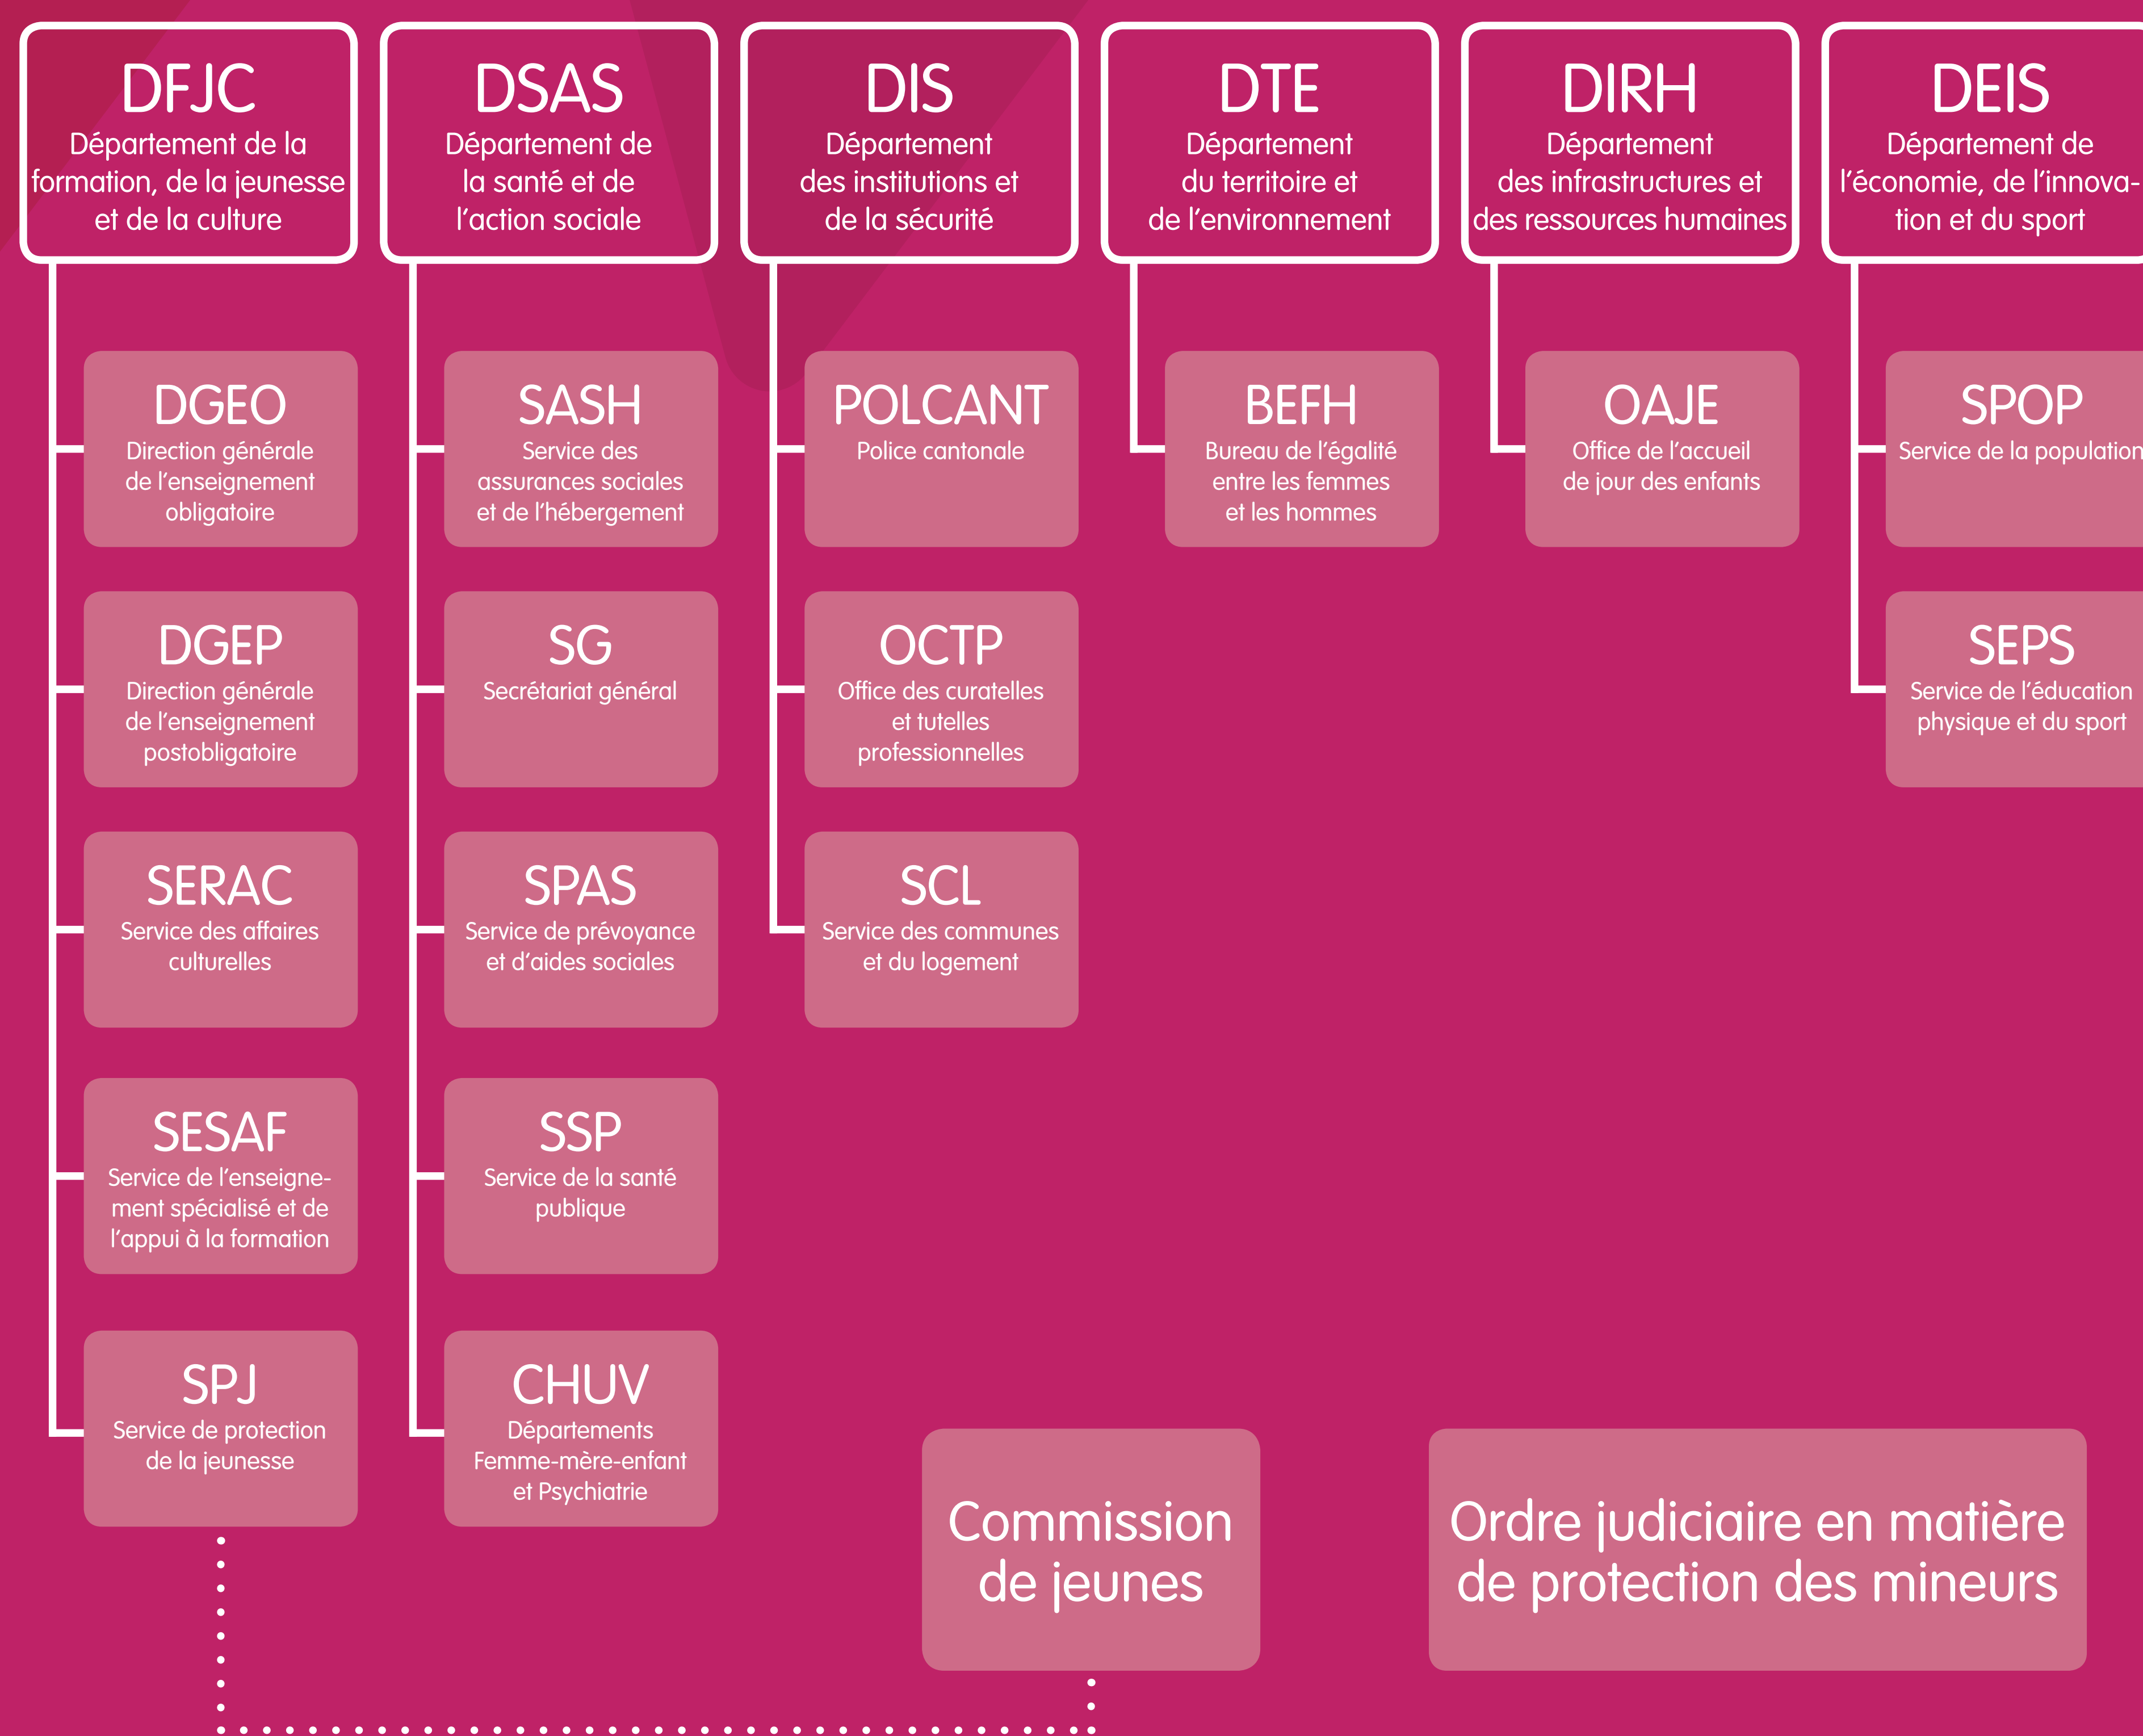 DFJC
Département de la
formation, de la jeunesse
et de la culture
DGEO
Direction générale
de l'enseignement
obligatoire
DGEP
Direction générale
de l'enseignement
postobligatoire
SERAC
Service des affaires
culturelles
SESAF
Service de l'enseigne-
ment spécialisé et de
l'appui à la formation
SPJ
Service de protection
de la jeunesse
DSAS
Département de
la santé et de
l'action sociale
SASH
Service des
assurances sociales
et de l'hébergement
SG
Secrétariat général
SPAS
Service de prévoyance
et d'aides sociales
SSP
Service de la santé
publique
CHUV
Départements
Femme-mère-enfant
et Psychiatrie
DIS
Département
des institutions et
de la sécurité
POLCANT
Police cantonale
OCTP
Office des curatelles
et tutelles
professionnelles
SCL
Service des communes
et du logement
DTE
Département
du territoire et
de l'environnement
BEFH
Bureau de l'égalité
entre les femmes
et les hommes
DIRH
Département
des infrastructures et
des ressources humaines
OAJE
Office de l'accueil
de jour des enfants
DEIS
Département de
l'économie, de l'innova-
tion et du sport
SPOP
Service de la population
SEPS
Service de l'éducation
physique et du sport
Commission
de jeunes
Ordre judiciaire en matière
de protection des mineurs